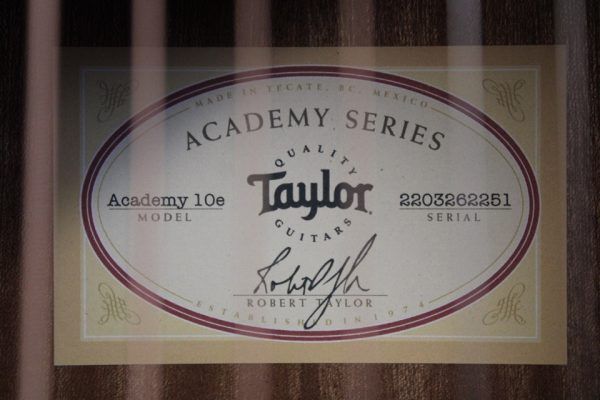 MADE IN TECATE, BC, MEXICO
ACADEMY SERIES
QUALITY
Taylor
GUITARS
Academy 10e
MODEL
2203262251
SERIAL
ROBERT TAYLOR
ESTABLISHED IN 1974